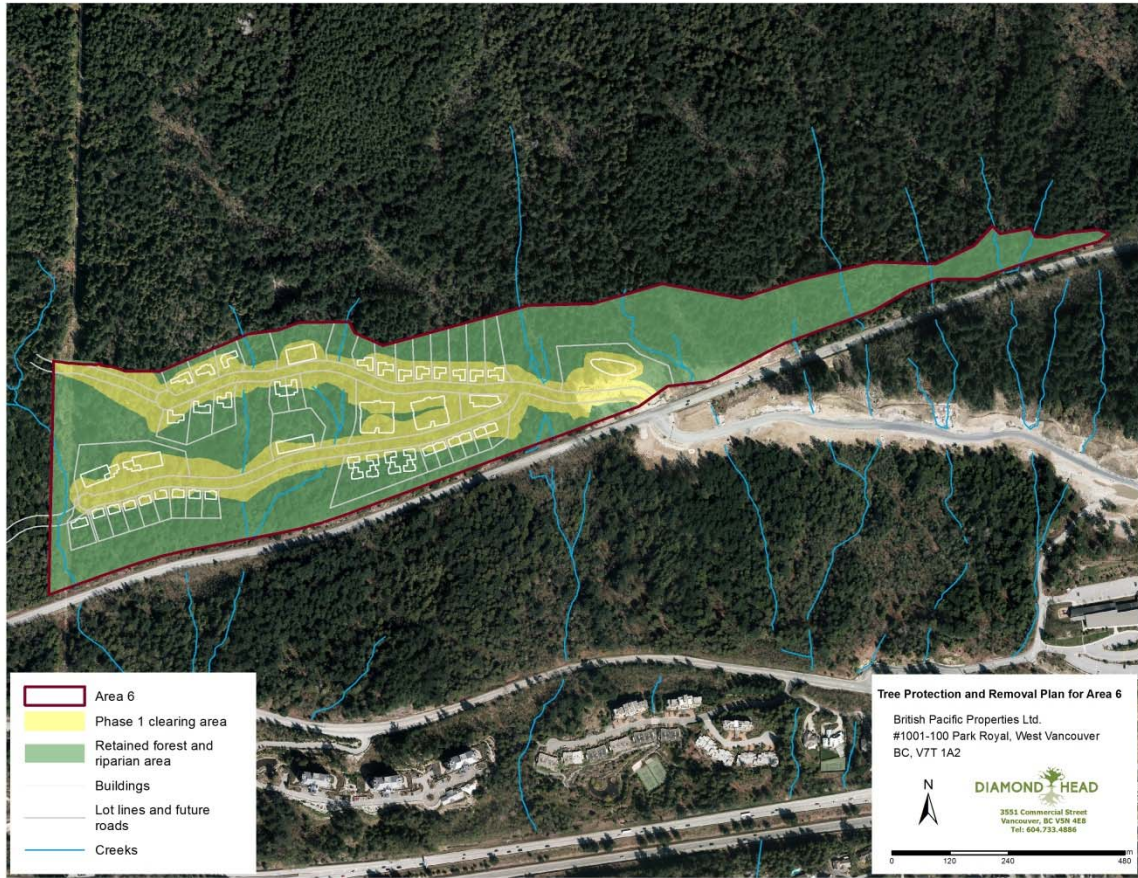 Area 6
Phase 1 clearing area
Retained forest and
riparian area
Buildings
Lot lines and future
roads
Creeks
Tree Protection and Removal Plan for Area 6
British Pacific Properties Ltd.
#1001-100 Park Royal, West Vancouver
BC, V7T 1A2
N
DIAMOND HEAD
3551 Commercial Street
Vancouver, BC V5N 4E8
Tel: 604.733.4886
m
0 120 240 480